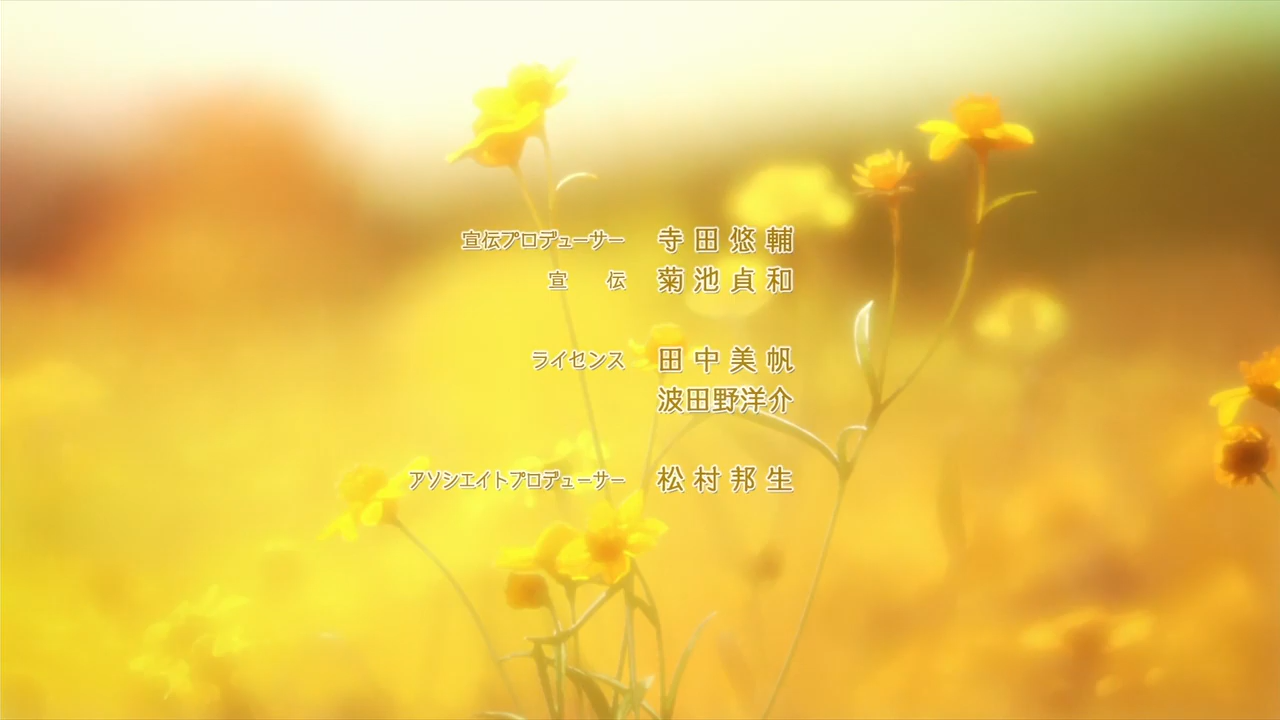 宣伝プロデューサー 寺田悠輔
宣伝 菊池貞和
ライセンス 田中美帆
波田野洋介
アソシエイトプロデューサー 松村邦生